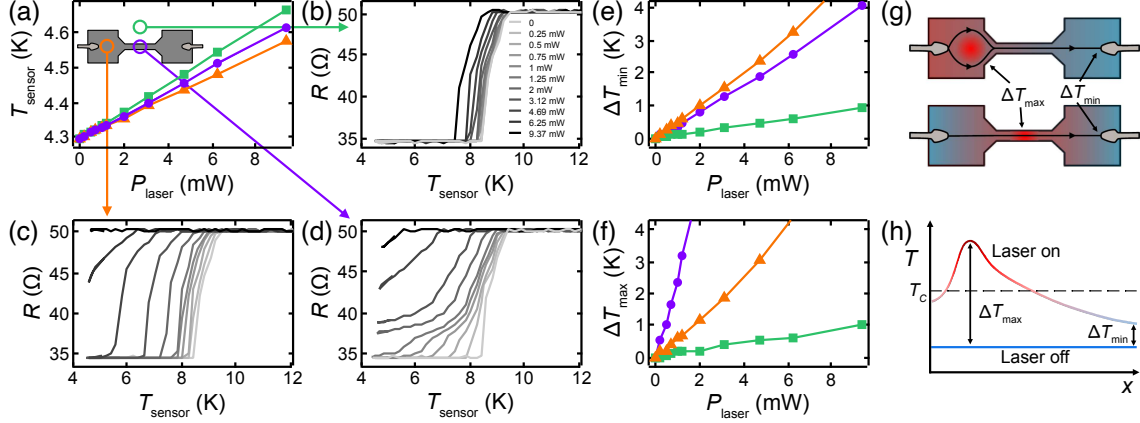 (a)
T_sensor (K)
4.6
4.5
4.4
4.3
0 2 4 6 8
P_laser (mW)
(b)
R (Ω)
50
45
40
35
4 6 8 10 12
T_sensor (K)
0
0.25 mW
0.5 mW
0.75 mW
1 mW
1.25 mW
2 mW
3.12 mW
4.69 mW
6.25 mW
9.37 mW
(e)
ΔT_min (K)
4
3
2
1
0
0 2 4 6 8
P_laser (mW)
(g)
ΔT_max
ΔT_min
(c)
R (Ω)
50
45
40
35
4 6 8 10 12
T_sensor (K)
(d)
R (Ω)
50
45
40
35
4 6 8 10 12
T_sensor (K)
(f)
ΔT_max (K)
4
3
2
1
0
0 2 4 6 8
P_laser (mW)
(h)
T
T_C
Laser on
ΔT_max
ΔT_min
Laser off
x